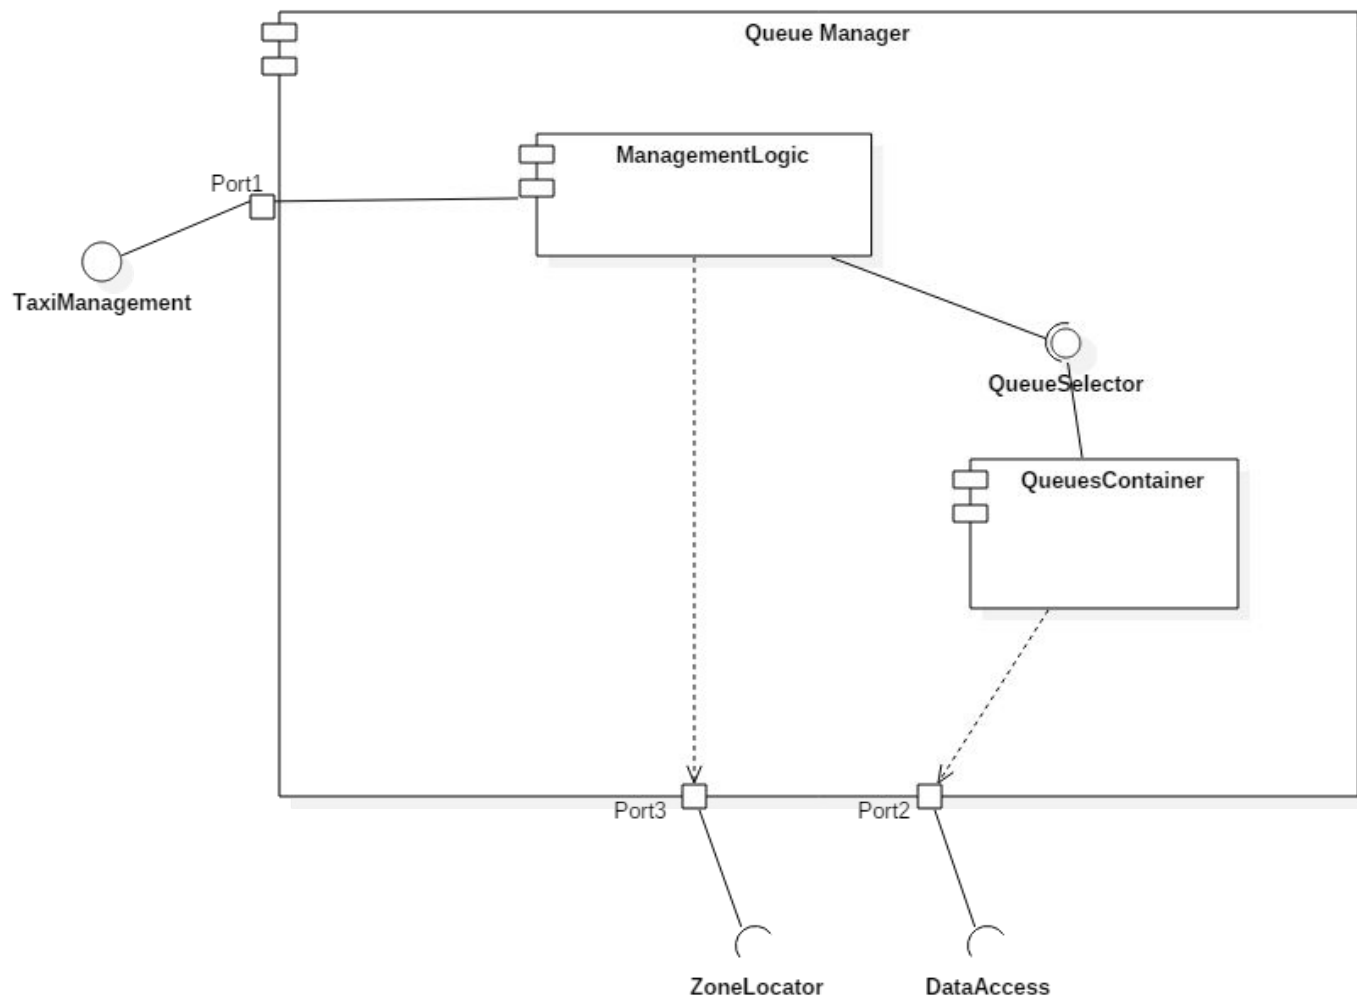 Queue Manager
ManagementLogic
Port1
TaxiManagement
QueueSelector
QueuesContainer
Port3
Port2
ZoneLocator
DataAccess